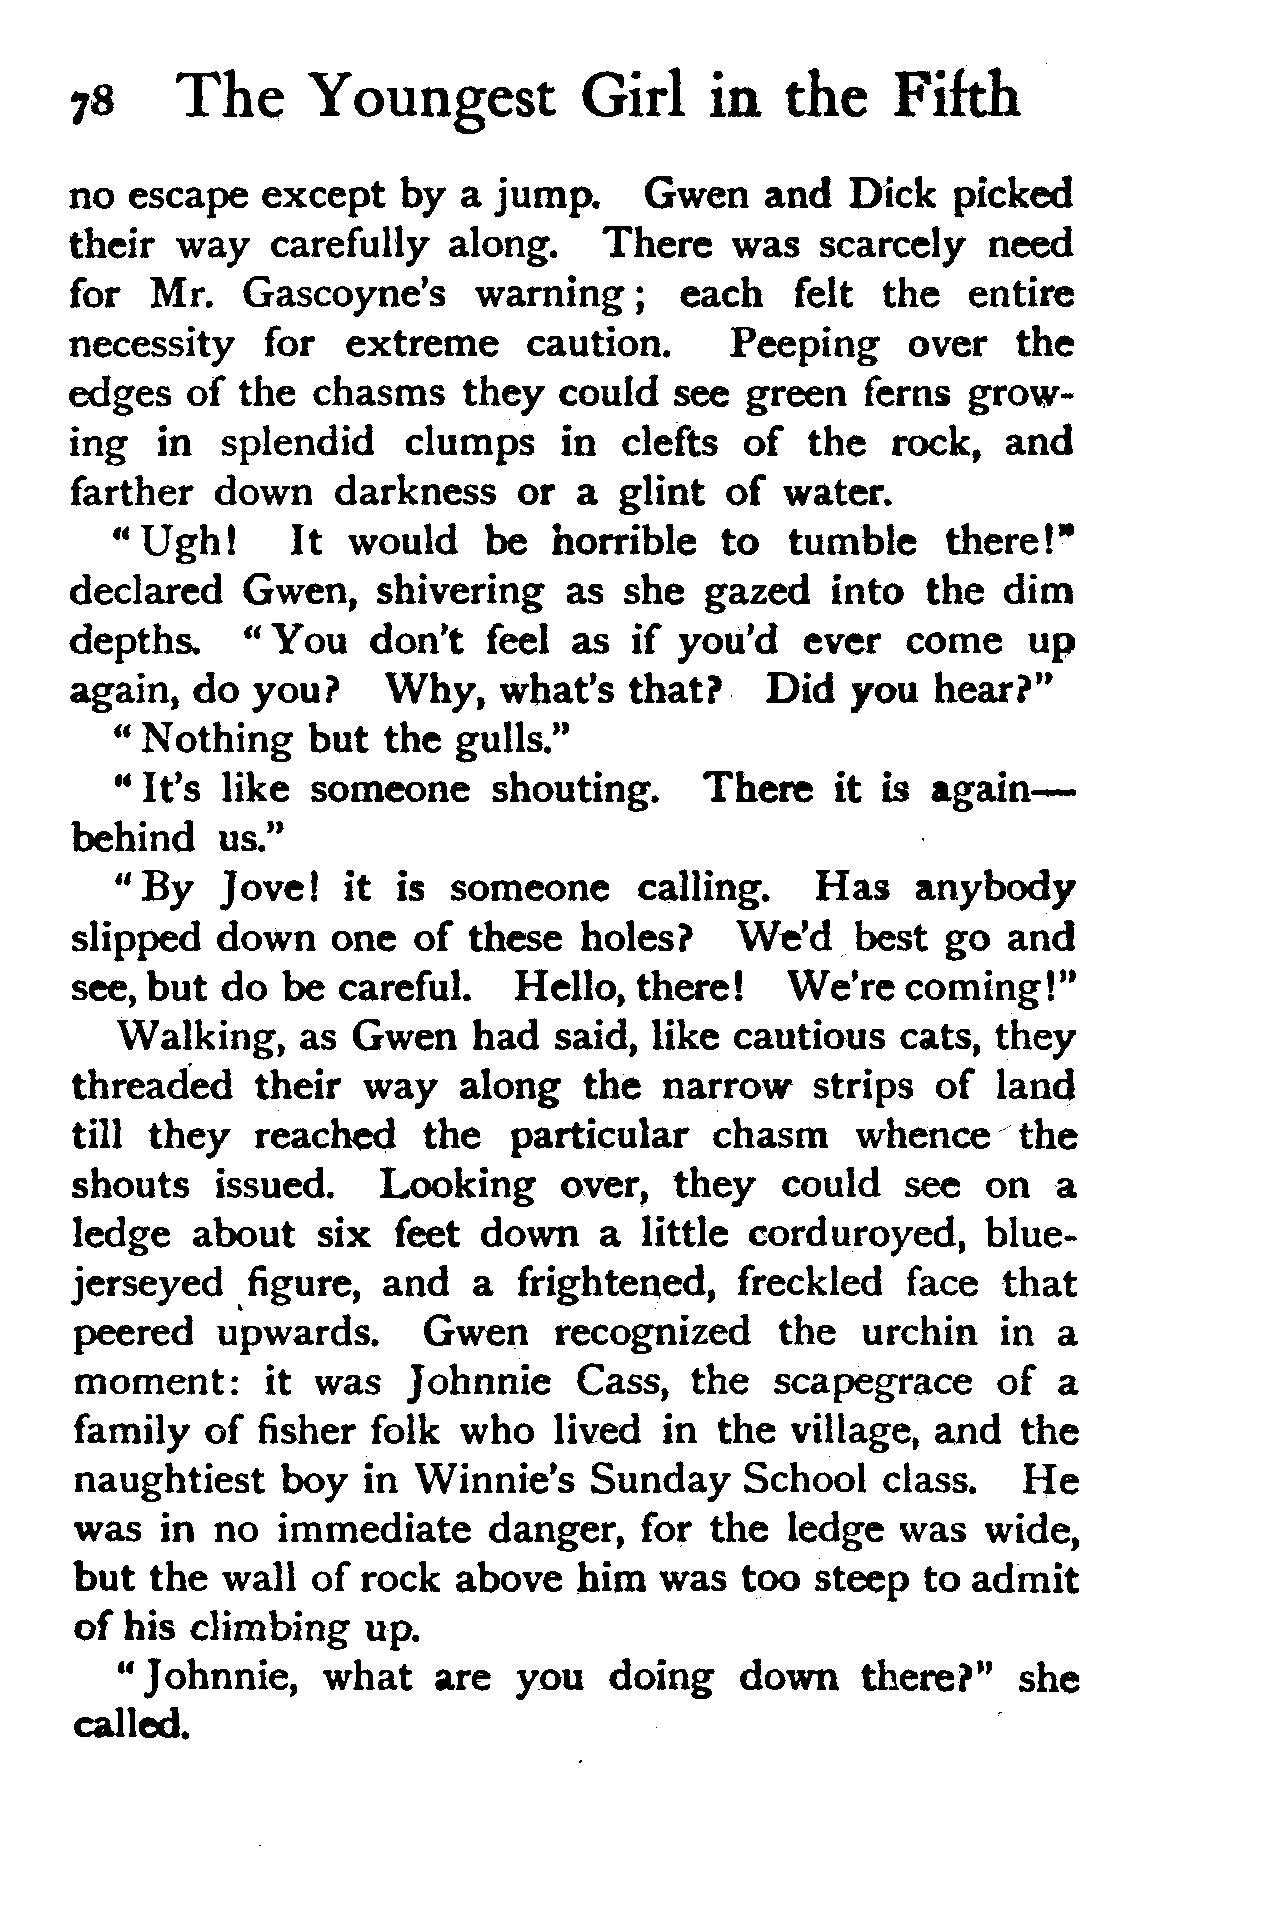 78 The Youngest Girl in the Fifth
no escape except by a jump. Gwen and Dick picked
their way carefully along. There was scarcely need
for Mr. Gascoyne's warning; each felt the entire
necessity for extreme caution. Peeping over the
edges of the chasms they could see green ferns grow-
ing in splendid clumps in clefts of the rock, and
farther down darkness or a glint of water.
"Ugh! It would be horrible to tumble there!"
declared Gwen, shivering as she gazed into the dim
depths. "You don't feel as if you'd ever come up
again, do you? Why, what's that? Did you hear?"
"Nothing but the gulls."
"It's like someone shouting. There it is again—
behind us."
"By Jove! it is someone calling. Has anybody
slipped down one of these holes? We'd best go and
see, but do be careful. Hello, there! We're coming!"
Walking, as Gwen had said, like cautious cats, they
threaded their way along the narrow strips of land
till they reached the particular chasm whence the
shouts issued. Looking over, they could see on a
ledge about six feet down a little corduroyed, blue-
jerseyed figure, and a frightened, freckled face that
peered upwards. Gwen recognized the urchin in a
moment: it was Johnnie Cass, the scapegrace of a
family of fisher folk who lived in the village, and the
naughtiest boy in Winnie's Sunday School class. He
was in no immediate danger, for the ledge was wide,
but the wall of rock above him was too steep to admit
of his climbing up.
"Johnnie, what are you doing down there?" she
called.